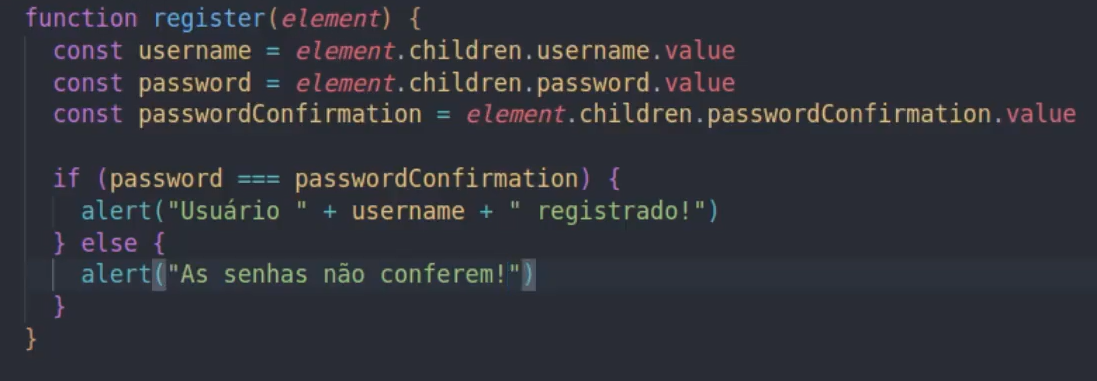 function register(element) {
  const username = element.children.username.value
  const password = element.children.password.value
  const passwordConfirmation = element.children.passwordConfirmation.value

  if (password === passwordConfirmation) {
    alert("Usuário " + username + " registrado!")
  } else {
    alert("As senhas não conferem!")
  }
}